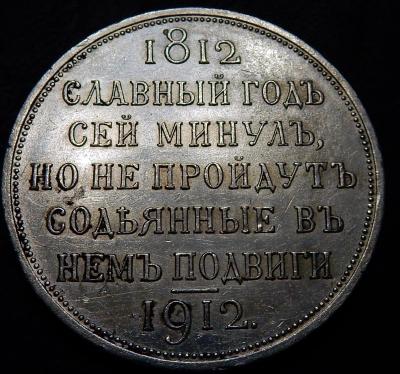 1812
СЛАВНЫЙ ГОДЪ
СЕЙ МИНУЛЪ,
НО НЕ ПРОЙДУТЪ
СОДѢЯННЫЕ ВЪ
НЕМЪ ПОДВИГИ
1912.